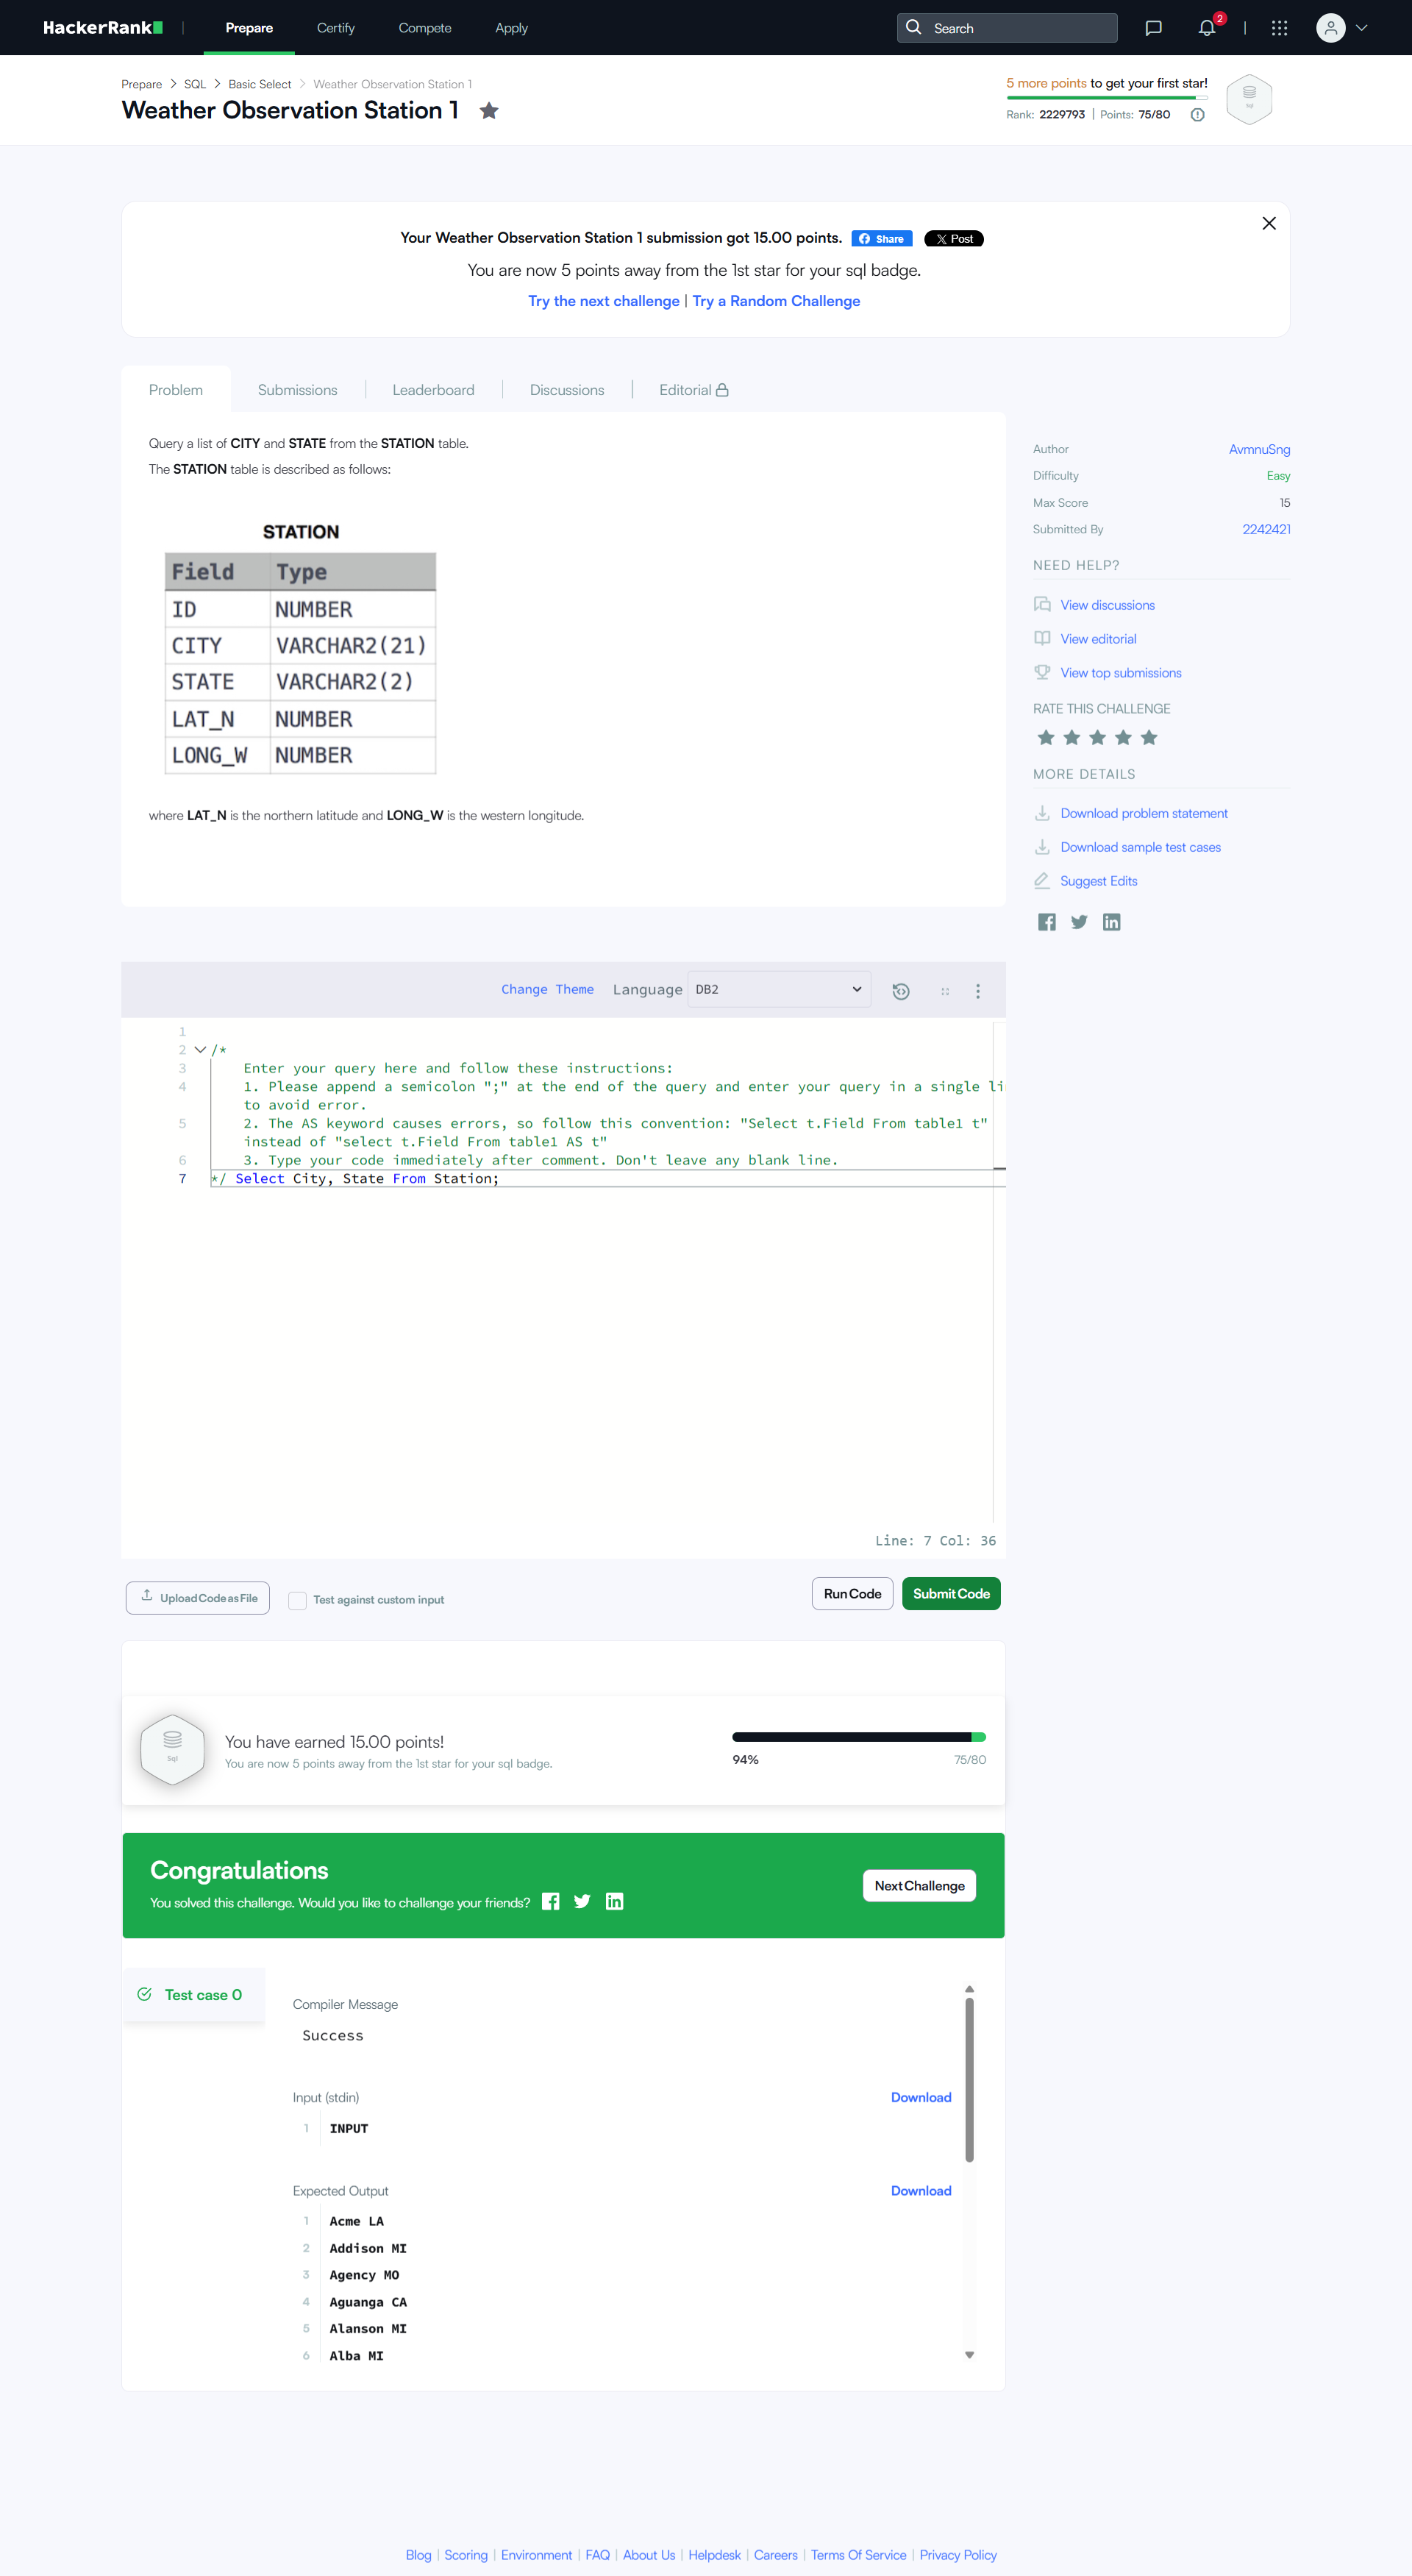 HackerRank
Prepare
Certify
Compete
Apply
Search
2
Prepare > SQL > Basic Select > Weather Observation Station 1
Weather Observation Station 1
5 more points to get your first star!
Rank: 2229793 | Points: 75/80
Sql
Your Weather Observation Station 1 submission got 15.00 points. Share Post
You are now 5 points away from the 1st star for your sql badge.
Try the next challenge | Try a Random Challenge
Problem
Submissions
Leaderboard
Discussions
Editorial
Query a list of CITY and STATE from the STATION table.
The STATION table is described as follows:
STATION
Field Type
ID NUMBER
CITY VARCHAR2(21)
STATE VARCHAR2(2)
LAT_N NUMBER
LONG_W NUMBER
where LAT_N is the northern latitude and LONG_W is the western longitude.
Author AvmnuSng
Difficulty Easy
Max Score 15
Submitted By 2242421
NEED HELP?
View discussions
View editorial
View top submissions
RATE THIS CHALLENGE
MORE DETAILS
Download problem statement
Download sample test cases
Suggest Edits
Change Theme Language DB2
1
2 /*
3 Enter your query here and follow these instructions:
4 1. Please append a semicolon ";" at the end of the query and enter your query in a single li
to avoid error.
5 2. The AS keyword causes errors, so follow this convention: "Select t.Field From table1 t"
instead of "select t.Field From table1 AS t"
6 3. Type your code immediately after comment. Don't leave any blank line.
7 */ Select City, State From Station;
Line: 7 Col: 36
Upload Code as File
Test against custom input
Run Code
Submit Code
Sql
You have earned 15.00 points!
You are now 5 points away from the 1st star for your sql badge.
94% 75/80
Congratulations
You solved this challenge. Would you like to challenge your friends?
Next Challenge
Test case 0
Compiler Message
Success
Input (stdin) Download
1 INPUT
Expected Output Download
1 Acme LA
2 Addison MI
3 Agency MO
4 Aguanga CA
5 Alanson MI
6 Alba MI
Blog | Scoring | Environment | FAQ | About Us | Helpdesk | Careers | Terms Of Service | Privacy Policy